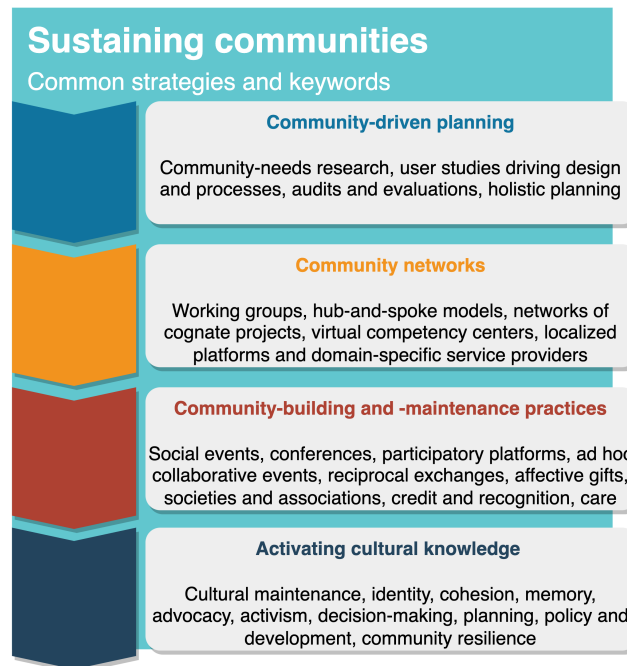 Sustaining communities
Common strategies and keywords
Community-driven planning
Community-needs research, user studies driving design
and processes, audits and evaluations, holistic planning
Community networks
Working groups, hub-and-spoke models, networks of
cognate projects, virtual competency centers, localized
platforms and domain-specific service providers
Community-building and -maintenance practices
Social events, conferences, participatory platforms, ad hoc
collaborative events, reciprocal exchanges, affective gifts,
societies and associations, credit and recognition, care
Activating cultural knowledge
Cultural maintenance, identity, cohesion, memory,
advocacy, activism, decision-making, planning, policy and
development, community resilience